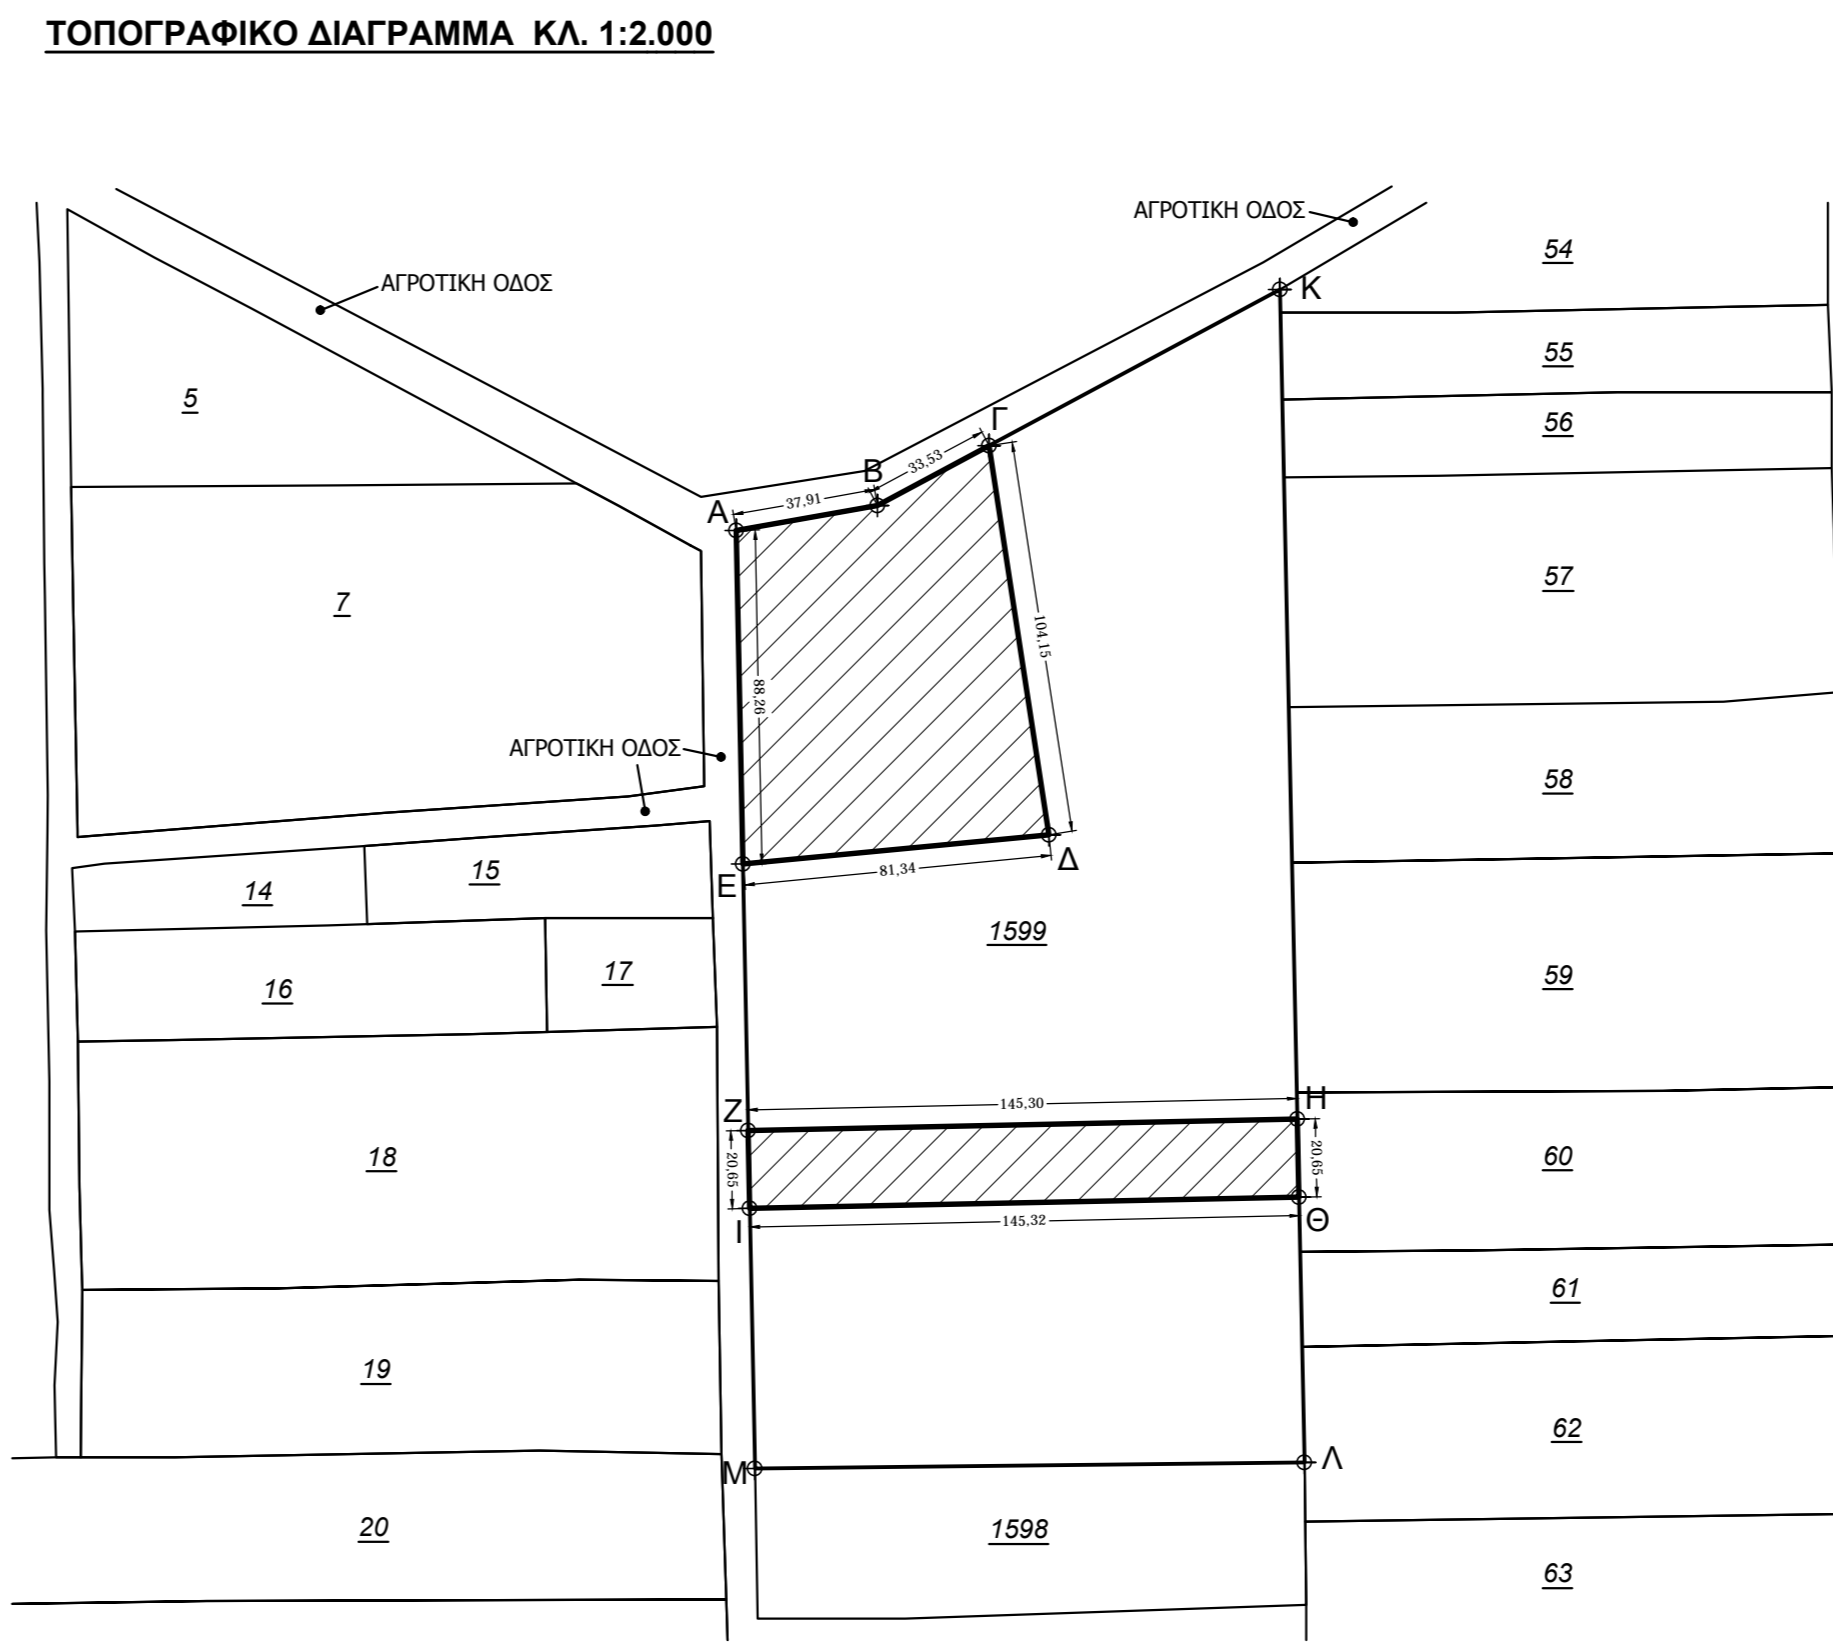 ΤΟΠΟΓΡΑΦΙΚΟ ΔΙΑΓΡΑΜΜΑ ΚΛ. 1:2.000
ΑΓΡΟΤΙΚΗ ΟΔΟΣ
54
ΑΓΡΟΤΙΚΗ ΟΔΟΣ
Κ
55
5
56
Γ
33,53
Β
37,91
Α
57
7
104,15
88,26
ΑΓΡΟΤΙΚΗ ΟΔΟΣ
58
Δ
81,34
15
Ε
14
1599
17
59
16
145,30
Η
Ζ
20,65
20,65
18
60
145,32
Θ
Ι
61
19
62
Λ
Μ
20
1598
63